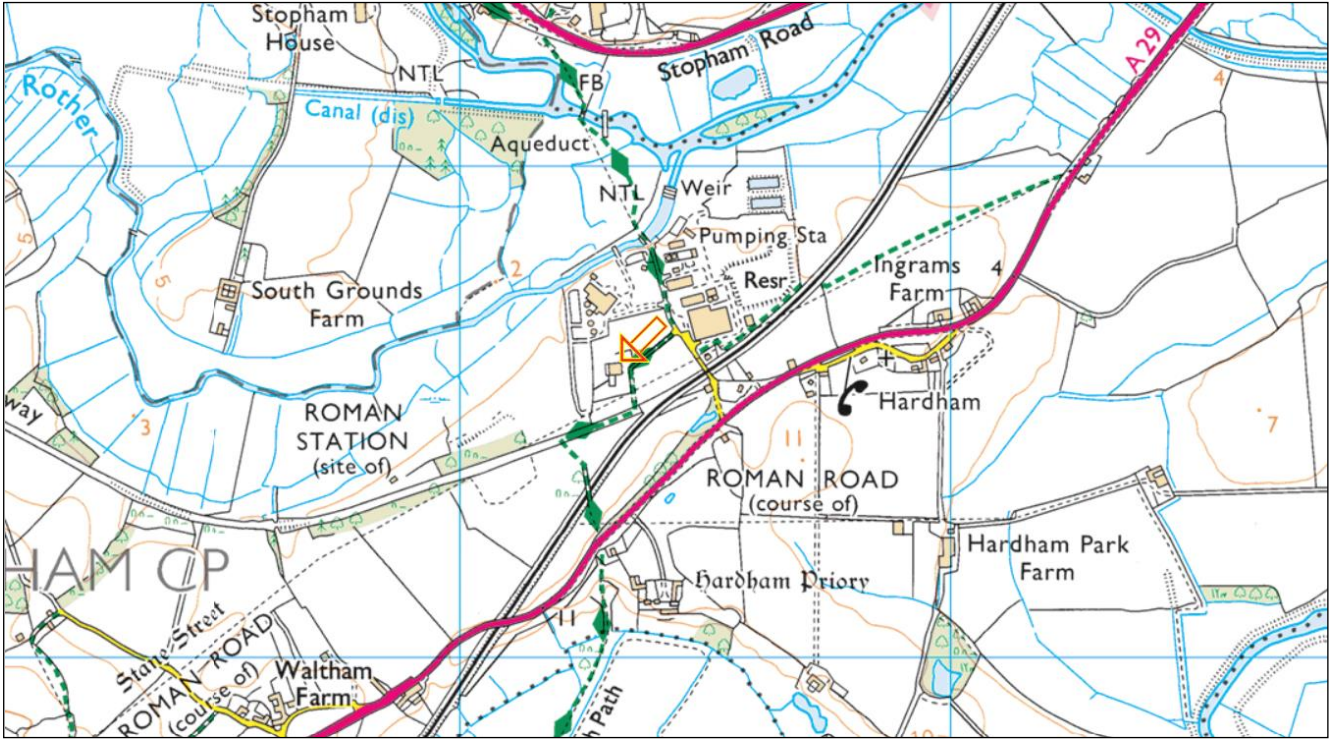 Stopham
House
Stopham Road
A 29
NTL
FB
Rother
Canal (dis)
4
Aqueduct
NTL
Weir
5
Pumping Sta
2
Ingrams
Farm
4
5
Resr
South Grounds
Farm
way
3
ROMAN
STATION
(site of)
Hardham
11
7
ROMAN ROAD
(course of)
Hardham Park
Farm
HAM CP
Hardham Priory
11
Stane Street
ROMAN ROAD
(course of)
Waltham
Farm
h Path